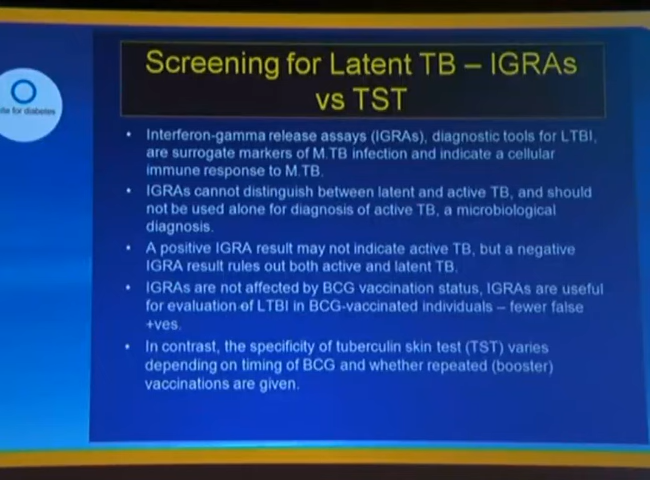 Screening for Latent TB – IGRAs
vs TST
ite for diabetes
• Interferon-gamma release assays (IGRAs), diagnostic tools for LTBI,
are surrogate markers of M.TB infection and indicate a cellular
immune response to M.TB.
• IGRAs cannot distinguish between latent and active TB, and should
not be used alone for diagnosis of active TB, a microbiological
diagnosis.
• A positive IGRA result may not indicate active TB, but a negative
IGRA result rules out both active and latent TB.
• IGRAs are not affected by BCG vaccination status, IGRAs are useful
for evaluation of LTBI in BCG-vaccinated individuals – fewer false
+ves.
• In contrast, the specificity of tuberculin skin test (TST) varies
depending on timing of BCG and whether repeated (booster)
vaccinations are given.